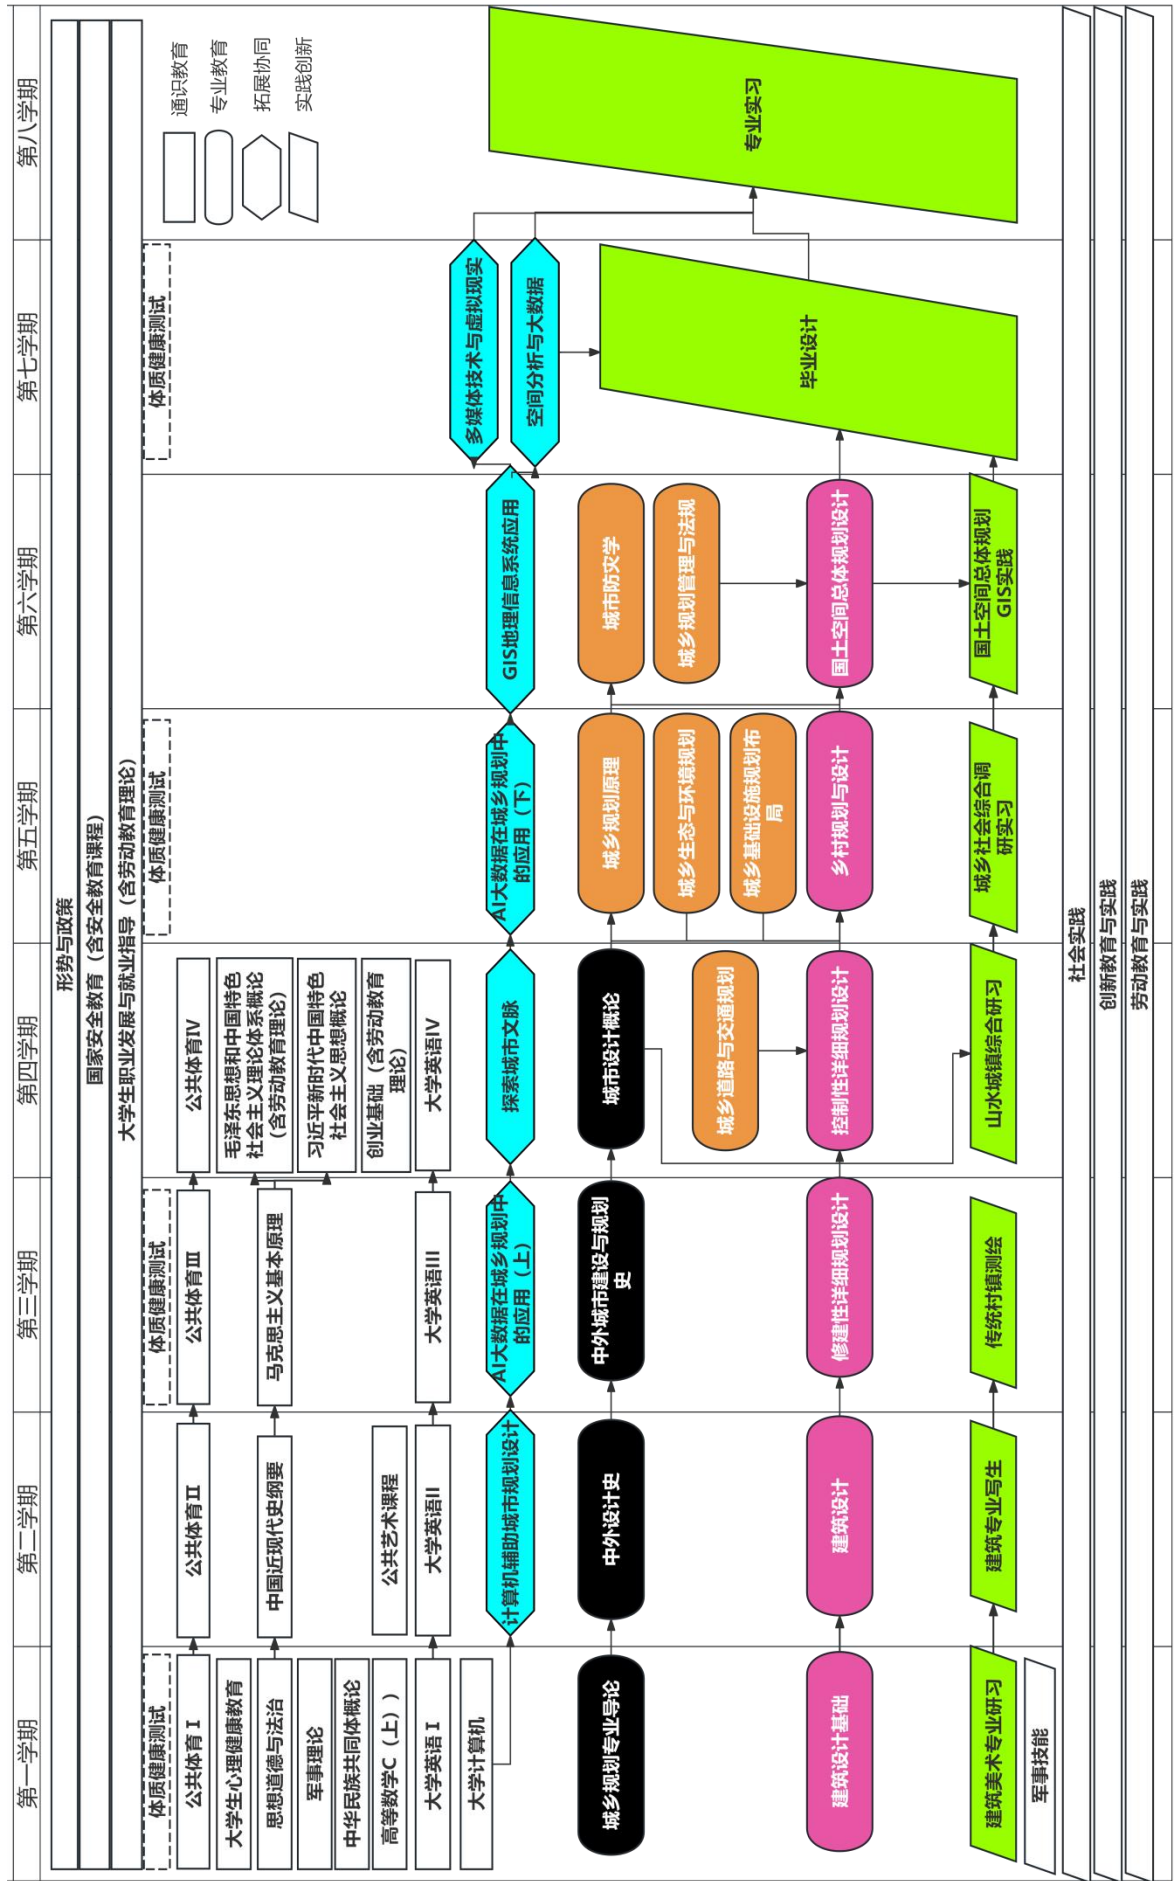 第一学期
第二学期
第三学期
第四学期
第五学期
第六学期
第七学期
第八学期
形势与政策
国家安全教育（含安全教育课程）
大学生职业发展与就业指导（含劳动教育理论）
通识教育
专业教育
拓展协同
实践创新
体质健康测试
体质健康测试
体质健康测试
体质健康测试
公共体育Ⅰ
公共体育Ⅱ
公共体育Ⅲ
公共体育Ⅳ
大学生心理健康教育
毛泽东思想和中国特色
社会主义理论体系概论
（含劳动教育理论）
思想道德与法治
中国近现代史纲要
马克思主义基本原理
军事理论
习近平新时代中国特色
社会主义思想概论
中华民族共同体概论
高等数学C（上））
公共艺术课程
创业基础（含劳动教育
理论）
大学英语Ⅰ
大学英语II
大学英语III
大学英语IV
大学计算机
计算机辅助城市规划设计
AI大数据在城乡规划中
的应用（上）
探索城市文脉
AI大数据在城乡规划中
的应用（下）
GIS地理信息系统应用
多媒体技术与虚拟现实
空间分析与大数据
城乡规划专业导论
中外设计史
中外城市建设与规划
史
城市设计概论
城乡规划原理
城市防灾学
城乡生态与环境规划
城乡规划管理与法规
城乡道路与交通规划
城乡基础设施规划布
局
建筑设计基础
建筑设计
修建性详细规划设计
控制性详细规划设计
乡村规划与设计
国土空间总体规划设计
毕业设计
专业实习
建筑美术专业研习
建筑专业写生
传统村镇测绘
山水城镇综合研习
城乡社会综合调
研实习
国土空间总体规划
GIS实践
军事技能
社会实践
创新教育与实践
劳动教育与实践